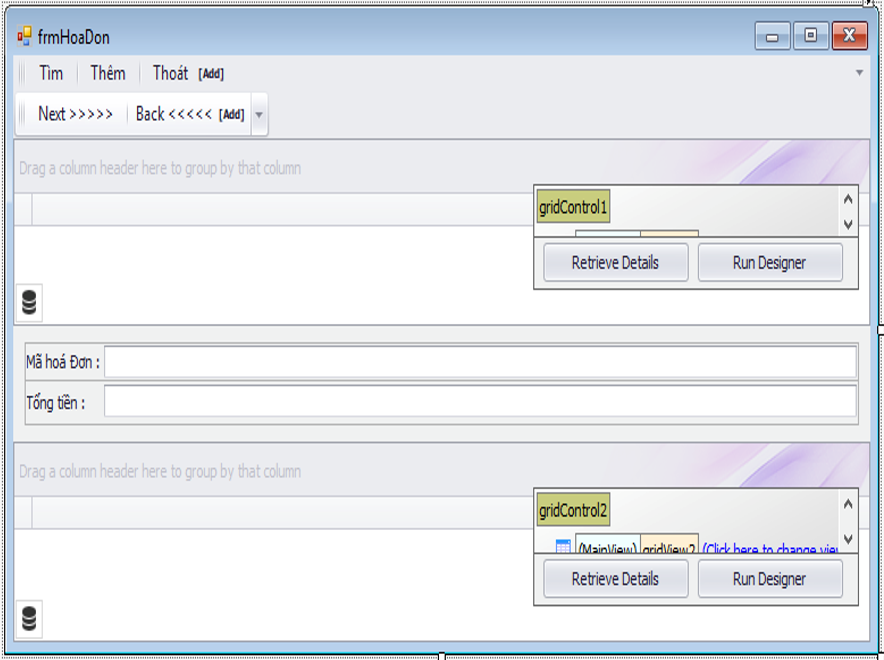 frmHoaDon
Tìm Thêm Thoát [Add]
Next >>>>> Back <<<<< [Add]
Drag a column header here to group by that column
gridControl1
Retrieve Details Run Designer
Mã hoá Đơn :
Tổng tiền :
Drag a column header here to group by that column
gridControl2
(MainView) gridView2 (Click here to change view
Retrieve Details Run Designer